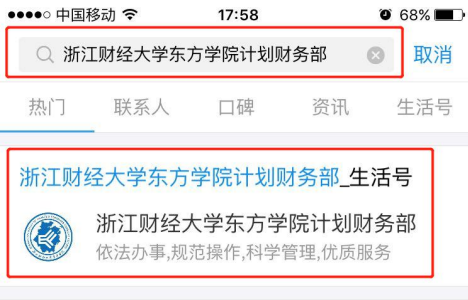 中国移动 17:58 68%
浙江财经大学东方学院计划财务部 取消
热门 联系人 口碑 资讯 生活号
浙江财经大学东方学院计划财务部_生活号
浙江财经大学东方学院计划财务部
依法办事,规范操作,科学管理,优质服务